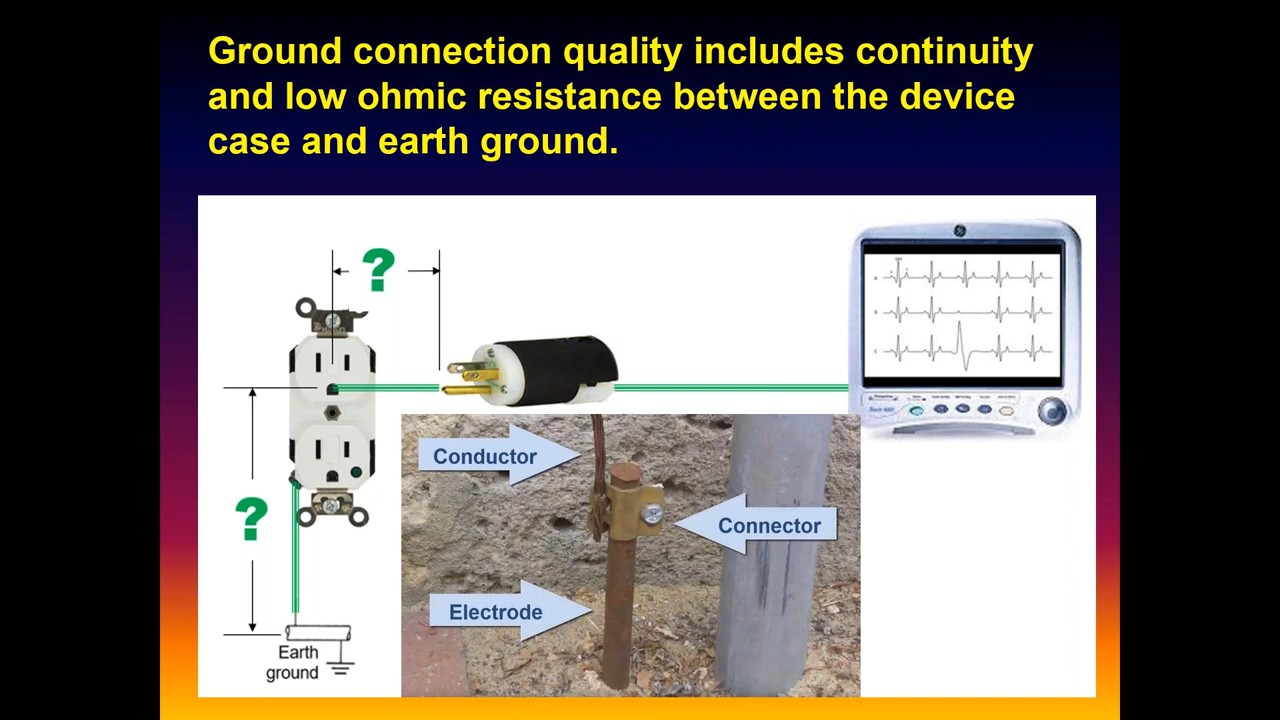 Ground connection quality includes continuity
and low ohmic resistance between the device
case and earth ground.
?
?
Conductor
Connector
Electrode
Earth
ground